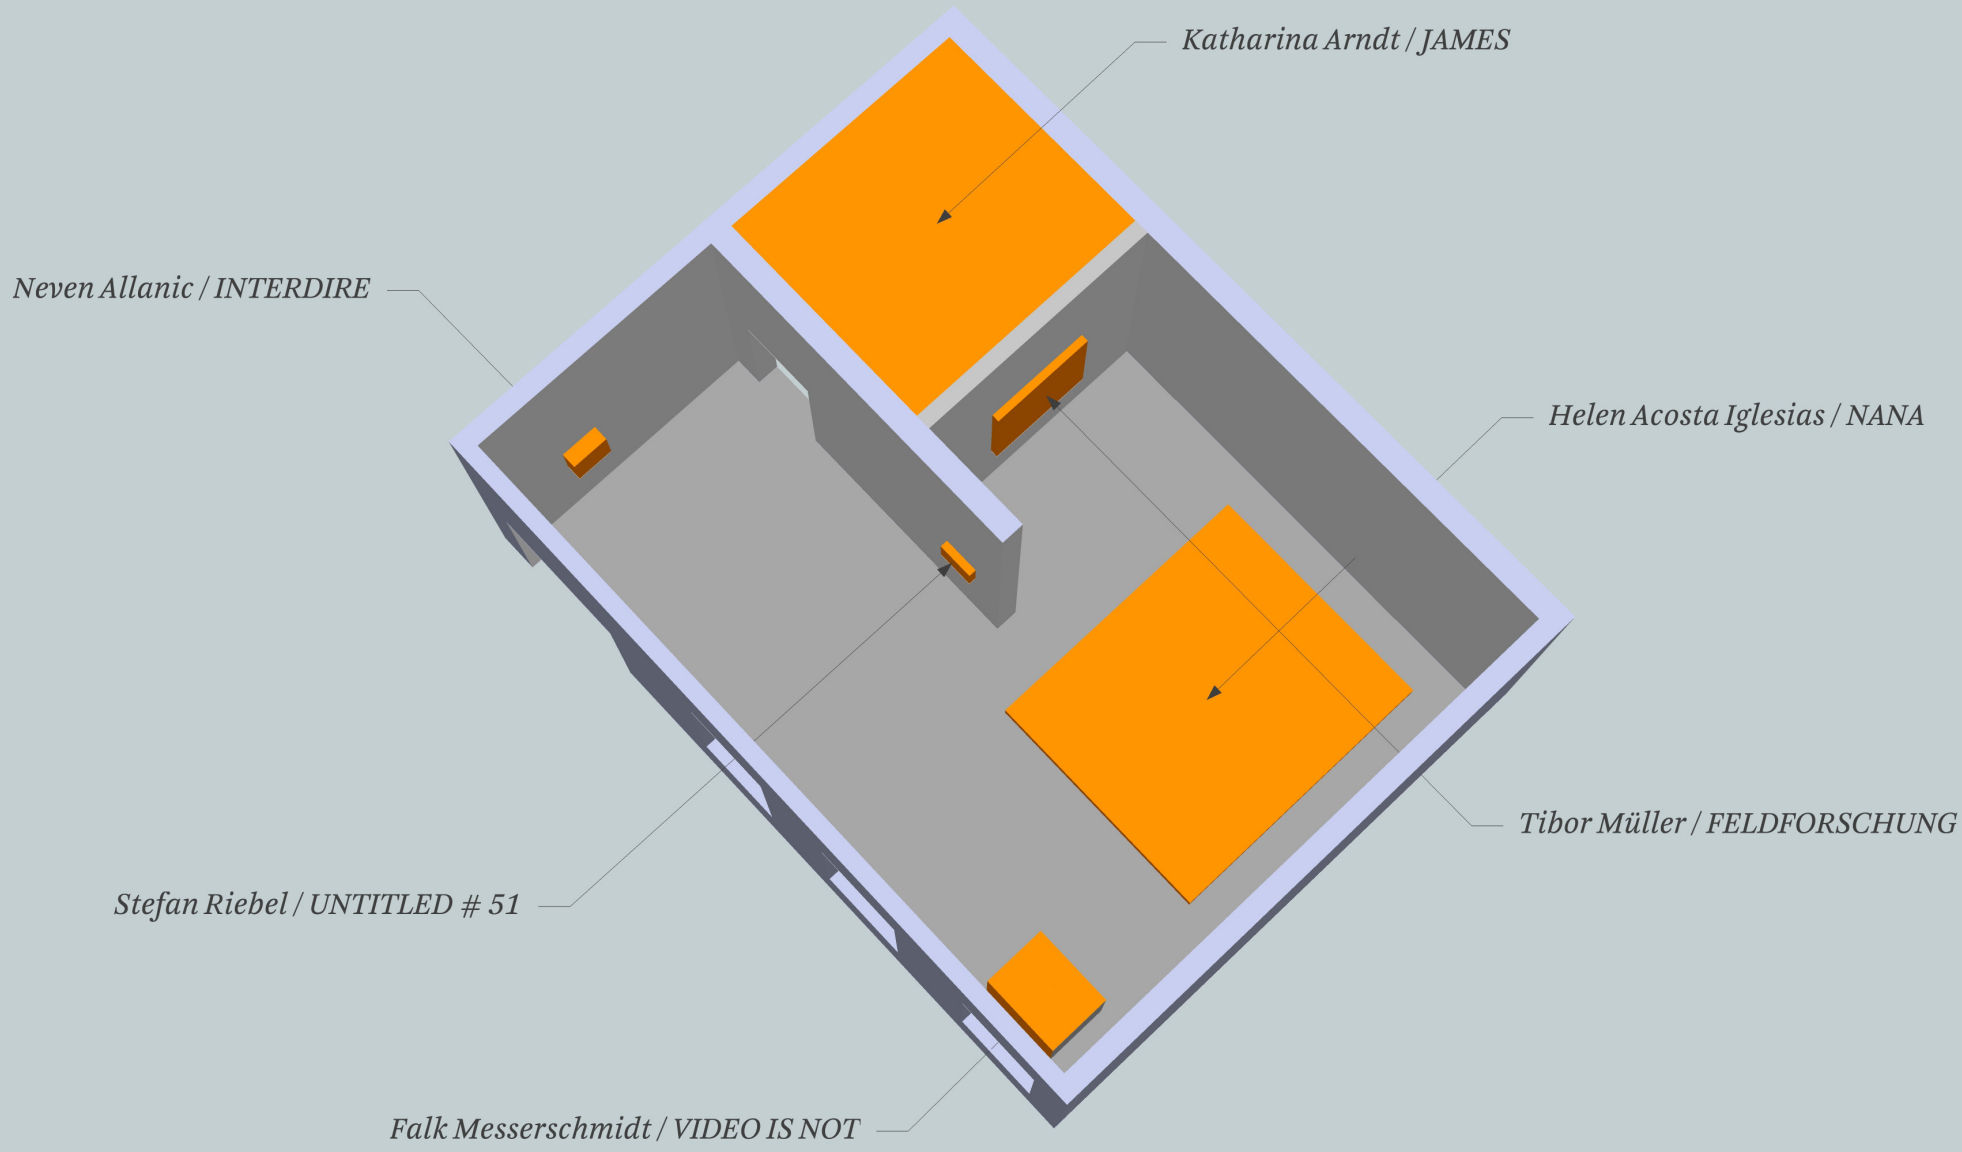 Katharina Arndt / JAMES
Neven Allanic / INTERDIRE
Helen Acosta Iglesias / NANA
Tibor Müller / FELDFORSCHUNG
Stefan Riebel / UNTITLED # 51
Falk Messerschmidt / VIDEO IS NOT